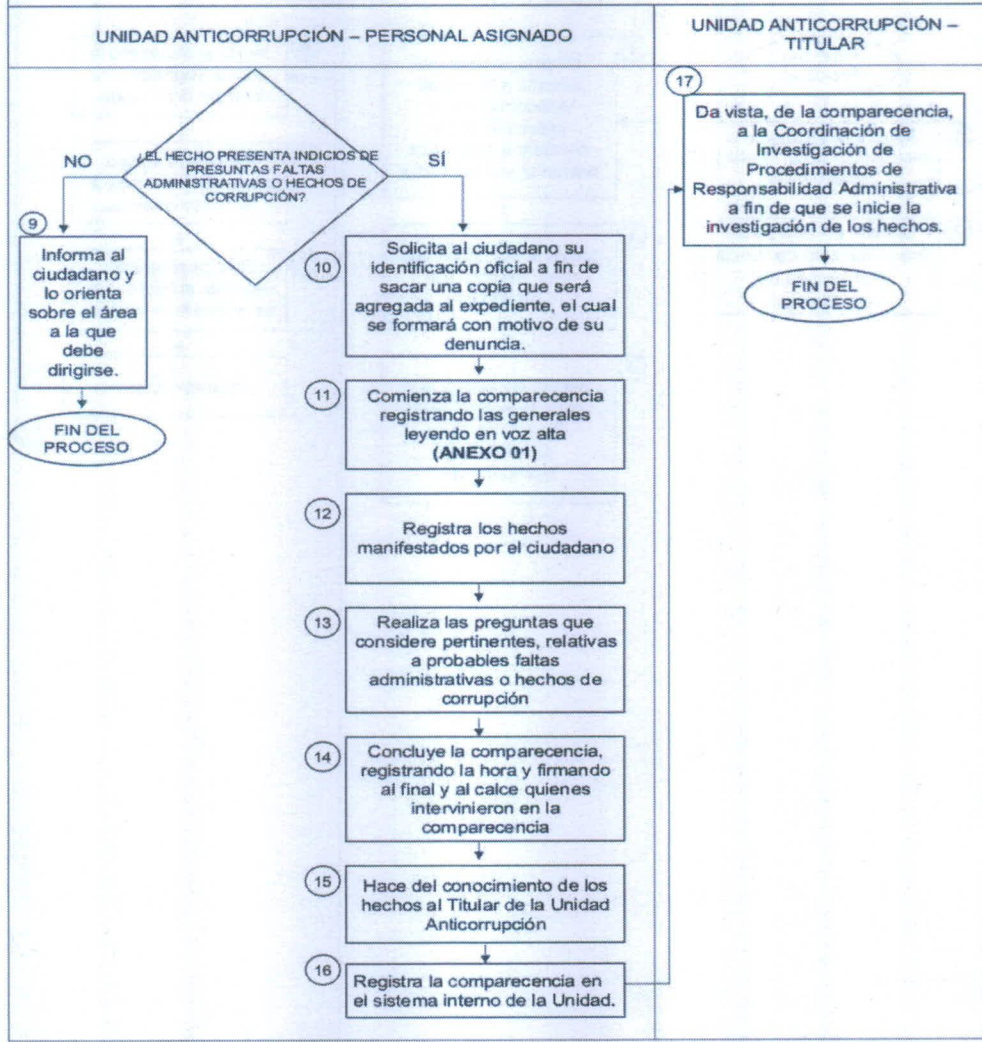 UNIDAD ANTICORRUPCIÓN – PERSONAL ASIGNADO
UNIDAD ANTICORRUPCIÓN –
TITULAR
¿EL HECHO PRESENTA INDICIOS DE
PRESUNTAS FALTAS
ADMINISTRATIVAS O HECHOS DE
CORRUPCIÓN?
NO
SÍ
9
Informa al
ciudadano y
lo orienta
sobre el área
a la que
debe
dirigirse.
FIN DEL
PROCESO
10
Solicita al ciudadano su
identificación oficial a fin de
sacar una copia que será
agregada al expediente, el cual
se formará con motivo de su
denuncia.
11
Comienza la comparecencia
registrando las generales
leyendo en voz alta
(ANEXO 01)
12
Registra los hechos
manifestados por el ciudadano
13
Realiza las preguntas que
considere pertinentes, relativas
a probables faltas
administrativas o hechos de
corrupción
14
Concluye la comparecencia,
registrando la hora y firmando
al final y al calce quienes
intervinieron en la
comparecencia
15
Hace del conocimiento de los
hechos al Titular de la Unidad
Anticorrupción
16
Registra la comparecencia en
el sistema interno de la Unidad.
17
Da vista, de la comparecencia,
a la Coordinación de
Investigación de
Procedimientos de
Responsabilidad Administrativa
a fin de que se inicie la
investigación de los hechos.
FIN DEL
PROCESO